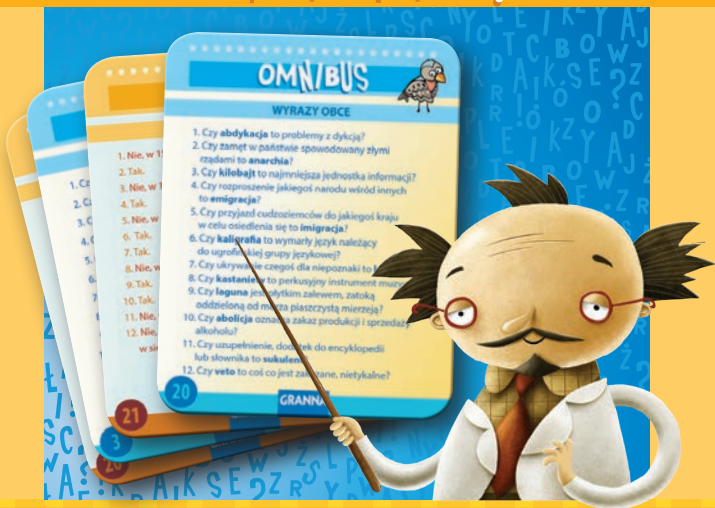 OMNIBUS
WYRAZY OBCE
1. Czy abdykacja to problemy z dykcją?
2. Czy zamęt w państwie spowodowany złymi
rządami to anarchia?
3. Czy kilobajt to najmniejsza jednostka informacji?
4. Czy rozproszenie jakiegoś narodu wśród innych
to emigracja?
5. Czy przyjazd cudzoziemców do jakiegoś kraju
w celu osiedlenia się to imigracja?
6. Czy kaligrafia to wymarły język należący
do ugrofińskiej grupy językowej?
7. Czy ukrywanie czegoś dla niepoznaki to
8. Czy kastaniety to perkusyjny instrument
9. Czy laguna jest płytkim zalewem, zatoką
oddzieloną od morza piaszczystą mierzeją?
10. Czy abolicja oznacza zakaz produkcji i sprzedaży
alkoholu?
11. Czy uzupełnienie, dodatek do encyklopedii
lub słownika to
12. Czy veto to coś co jest zakazane, nietykalne?
20
GRANNA
1. Nie, w
2. Tak.
3. Nie, w
4. Tak.
5. Nie, w
6. Tak.
7. Tak.
8. Nie, w
9. Tak.
10. Tak.
11. Nie,
12. Nie,
w
21
1. Cz
2. C
3. C
4.
5.
3